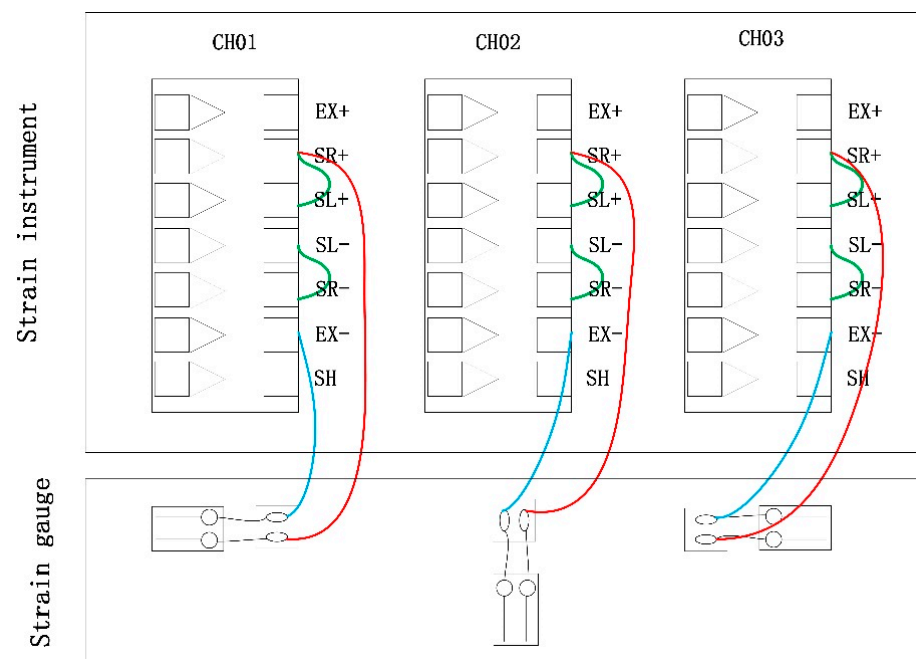 CH01
CH02
CH03
Strain instrument
EX+
SR+
SL+
SL-
SR-
EX-
SH
EX+
SR+
SL+
SL-
SR-
EX-
SH
EX+
SR+
SL+
SL-
SR-
EX-
SH
Strain gauge